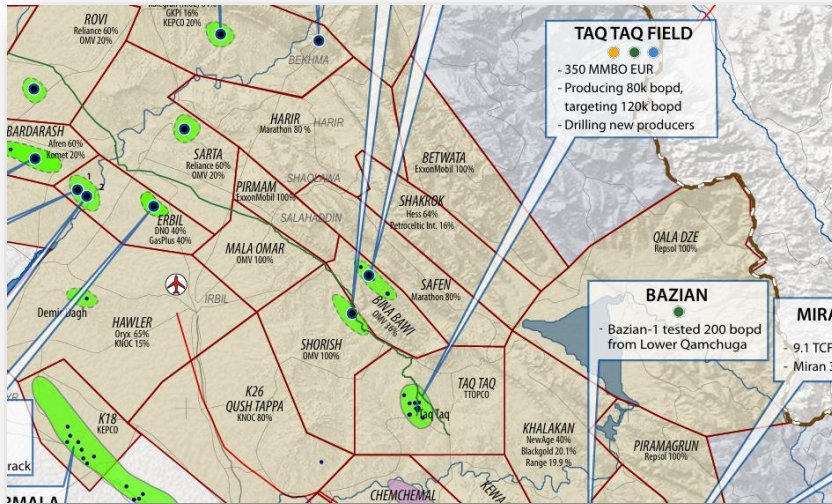 GKPI 16%
KEPCO 20%
ROVI
Reliance 60%
OMV 20%
BEKHMA
TAQ TAQ FIELD
- 350 MMBO EUR
- Producing 80k bopd,
targeting 120k bopd
- Drilling new producers
HARIR
Marathon 80 %
HARIR
BARDARASH
Afren 60%
Komet 20%
SARTA
Reliance 60%
OMV 20%
BETWATA
ExxonMobil 100%
1
2
PIRMAM
ExxonMobil 100%
SHAQLAWA
SALAHADDIN
SHAKROK
Hess 64%
Petroceltic Int. 16%
ERBIL
DNO 40%
GasPlus 40%
MALA OMAR
OMV 100%
QALA DZE
Repsol 100%
SAFEN
Marathon 80%
IRBIL
Demir Dagh
HAWLER
Oryx 65%
KNOC 15%
BINA BAWI
OMV 36%
SHORISH
OMV 100%
BAZIAN
- Bazian-1 tested 200 bopd
from Lower Qamchuga
MIRA
- 9.1 TCF
- Miran 3
K26
QUSH TAPPA
KNOC 80%
TAQ TAQ
TTOPCO
Taq Taq
K18
KEPCO
KHALAKAN
NewAge 40%
Blackgold 20.1%
Range 19.9 %
PIRAMAGRUN
Repsol 100%
rack
RMALA
CHEMCHEMAL
KEWA